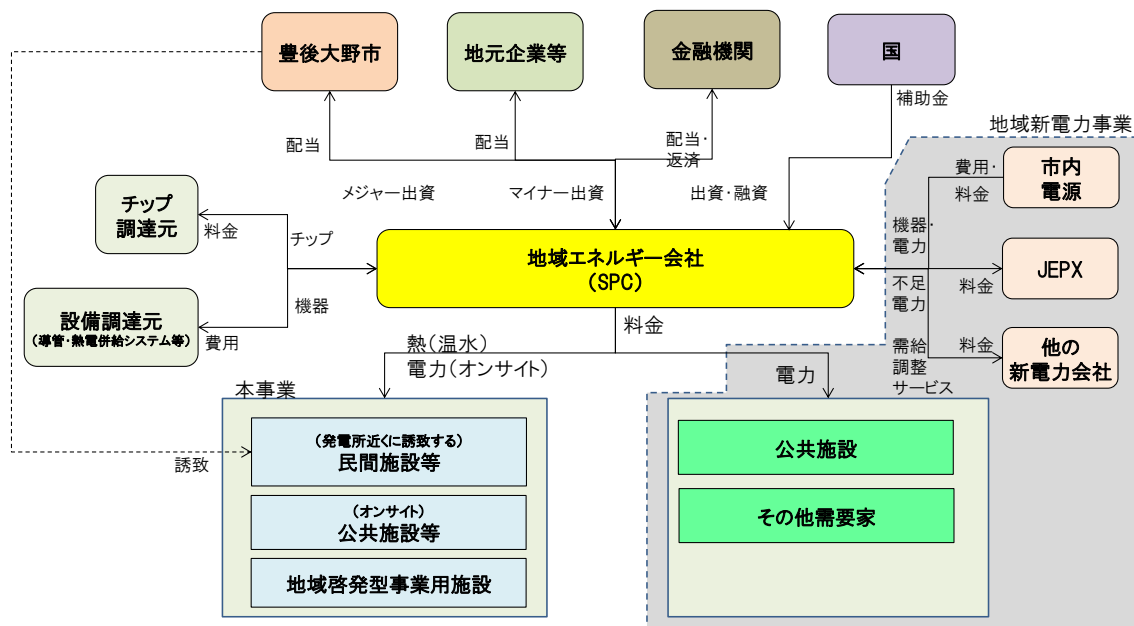 豊後大野市
地元企業等
金融機関
国
補助金
地域新電力事業
配当
配当
配当・
返済
費用・
料金
市内
電源
メジャー出資
マイナー出資
出資・融資
チップ
調達元
料金
チップ
機器・
電力
地域エネルギー会社
(SPC)
JEPX
料金
不足
電力
機器
設備調達元
(導管・熱電併給システム等)
費用
料金
需給
調整
サービス
料金
他の
新電力会社
熱(温水)
電力(オンサイト)
電力
本事業
(発電所近くに誘致する)
民間施設等
誘致
(オンサイト)
公共施設等
地域啓発型事業用施設
公共施設
その他需要家